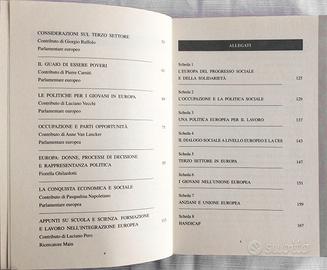 CONSIDERAZIONI SUL TERZO SETTORE
Contributo di Giorgio Ruffolo
Parlamentare europeo
IL GUAIO DI ESSERE POVERI
Contributo di Pierre Carniti
Parlamentare europeo
LE POLITICHE PER I GIOVANI IN EUROPA
Contributo di Luciano Vecchi
Parlamentare europeo
OCCUPAZIONE E PARTI OPPORTUNITÀ
Contributo di Anne Van Lancker
Parlamentare europeo
EUROPA: DONNE, PROCESSI DI DECISIONE
E RAPPRESENTANZA POLITICA
Fiorella Ghilardotti
LA CONQUISTA ECONOMICA E SOCIALE
Contributo di Pasqualina Napoletano
Parlamentare europeo
APPUNTI SU SCUOLA E SCIENZA. FORMAZIONE
E LAVORO NELL'INTEGRAZIONE EUROPEA
Contributo di Luciano Pero
Ricercatore Main
ALLEGATI
Scheda 1
L'EUROPA DEL PROGRESSO SOCIALE
E DELLA SOLIDARIETÀ 125
Scheda 2
L'OCCUPAZIONE E LA POLITICA SOCIALE 129
Scheda 3
UNA POLITICA EUROPEA PER IL LAVORO 137
Scheda 4
IL DIALOGO SOCIALE A LIVELLO EUROPEO E LA CES 143
Scheda 5
TERZO SETTORE IN EUROPA 147
Scheda 6
I GIOVANI NELL'UNIONE EUROPEA 151
Scheda 7
ANZIANI E UNIONE EUROPEA 159
Scheda 8
HANDICAP 167
Subito.it